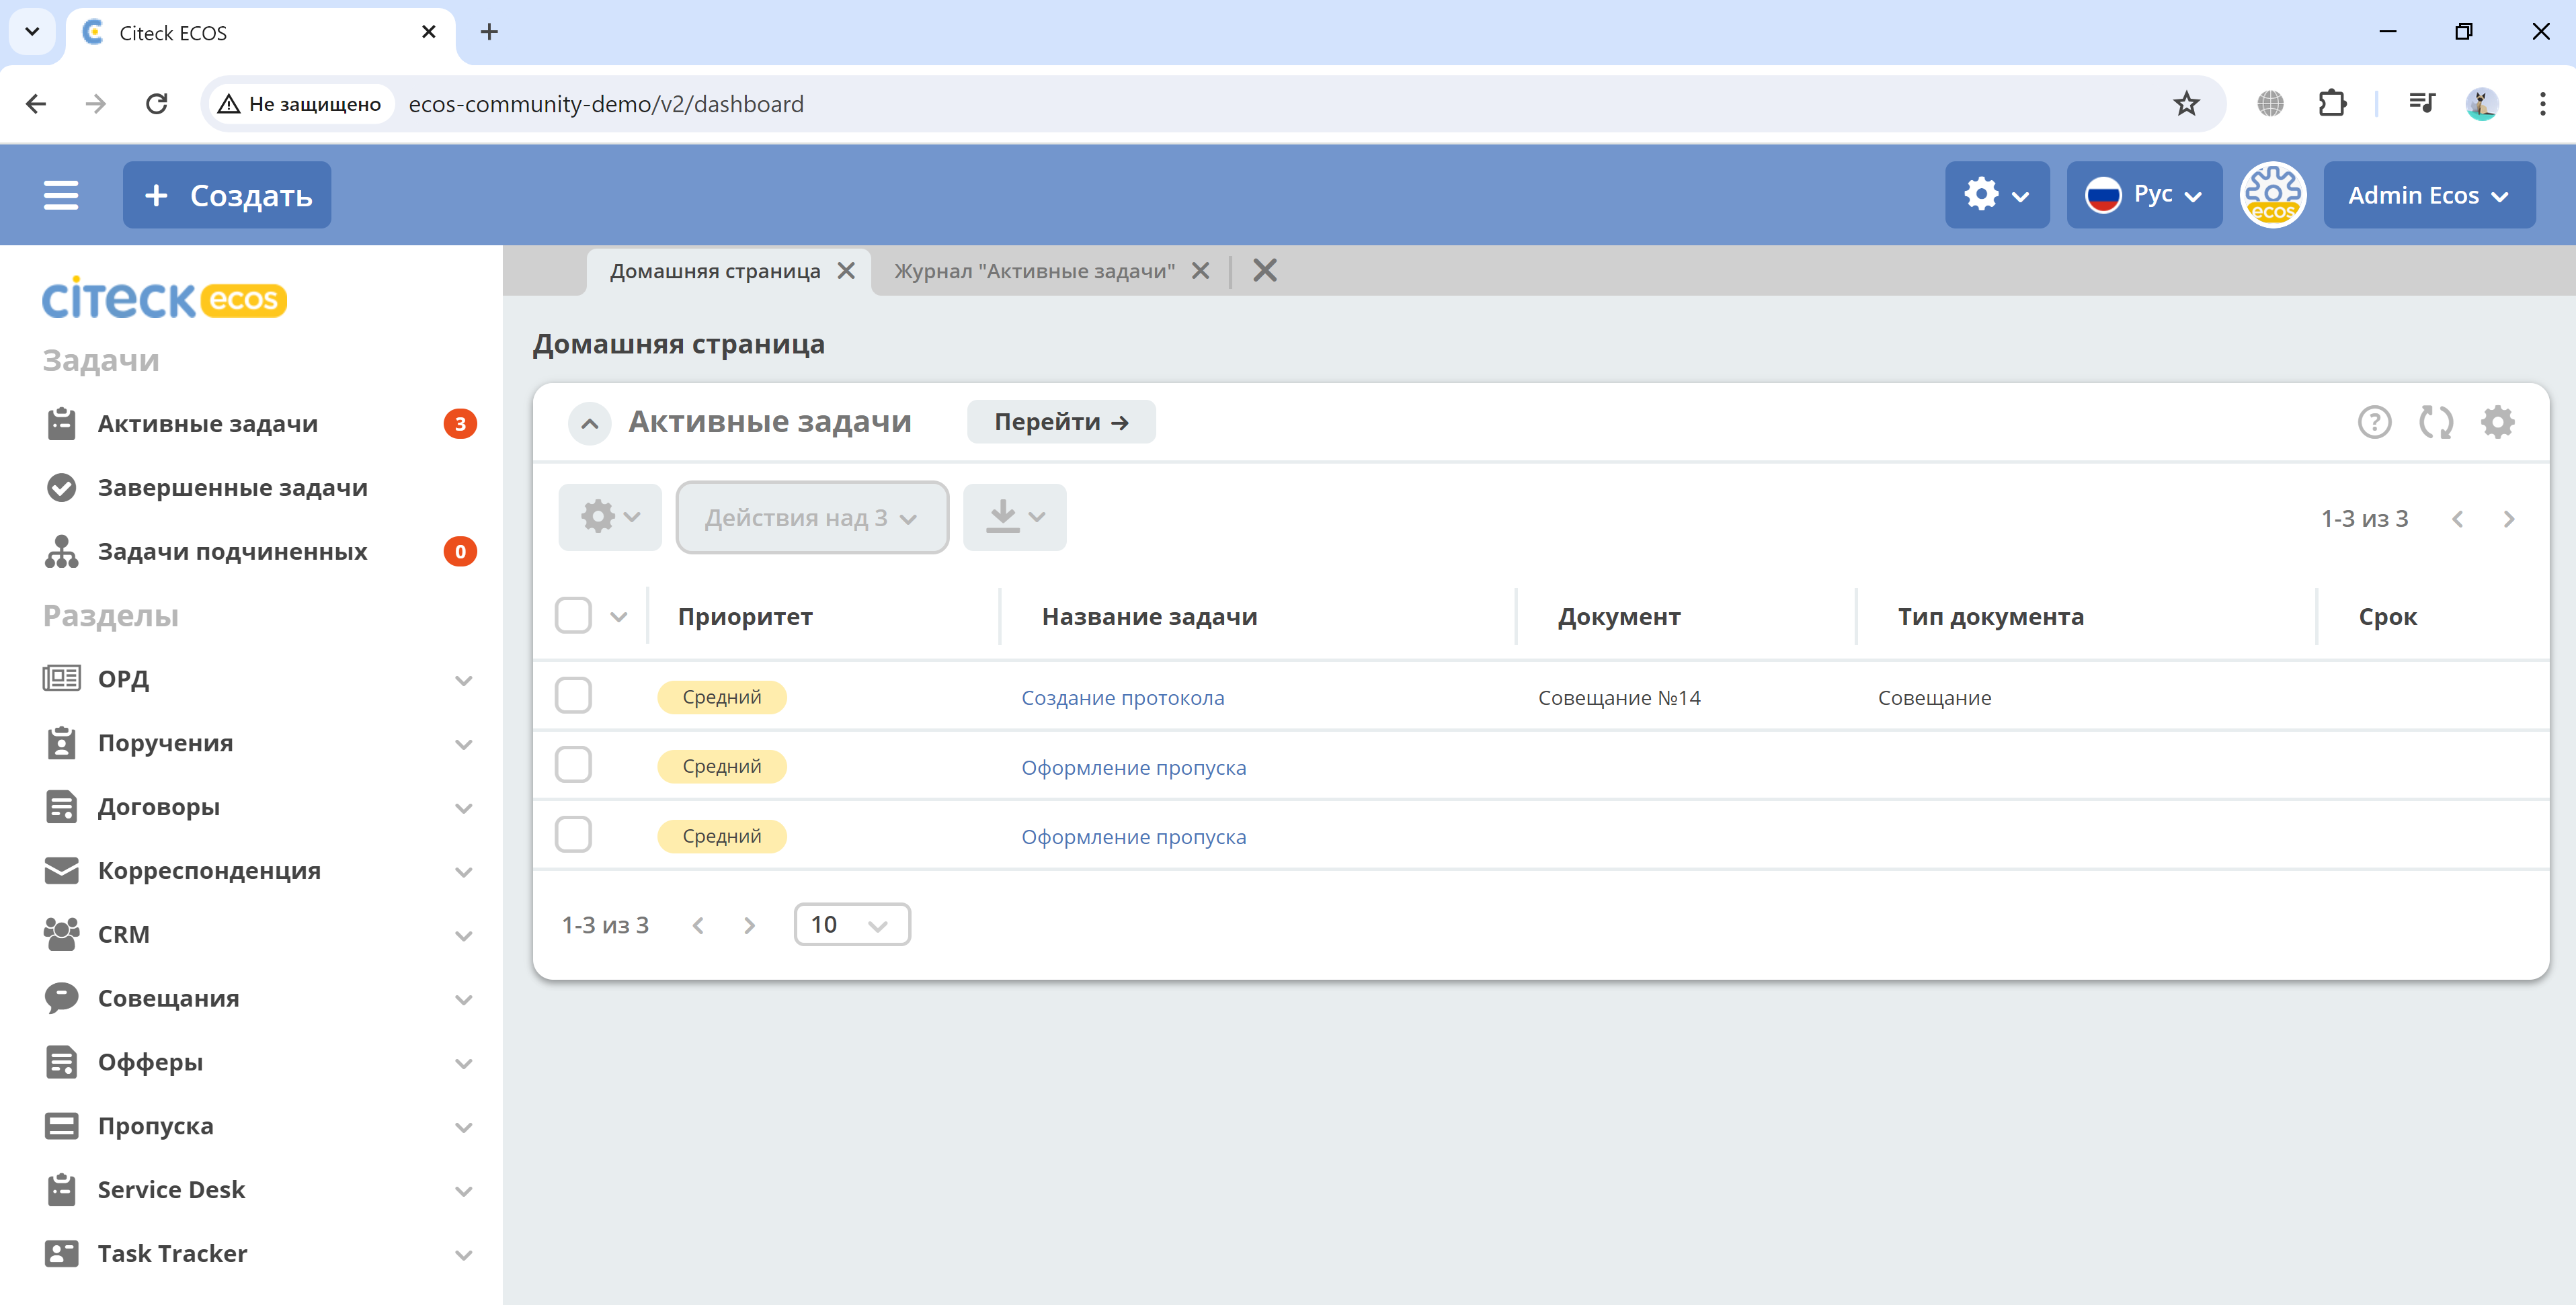 Citeck ECOS
Не защищено
ecos-community-demo/v2/dashboard
Создать
Рус
ecos
Admin Ecos
citeck ecos
Домашняя страница
Журнал "Активные задачи"
Задачи
Активные задачи 3
Завершенные задачи
Задачи подчиненных 0
Разделы
ОРД
Поручения
Договоры
Корреспонденция
CRM
Совещания
Офферы
Пропуска
Service Desk
Task Tracker
Домашняя страница
Активные задачи
Перейти →
Действия над 3
1-3 из 3
Приоритет Название задачи Документ Тип документа Срок
Средний Создание протокола Совещание №14 Совещание
Средний Оформление пропуска
Средний Оформление пропуска
1-3 из 3
10